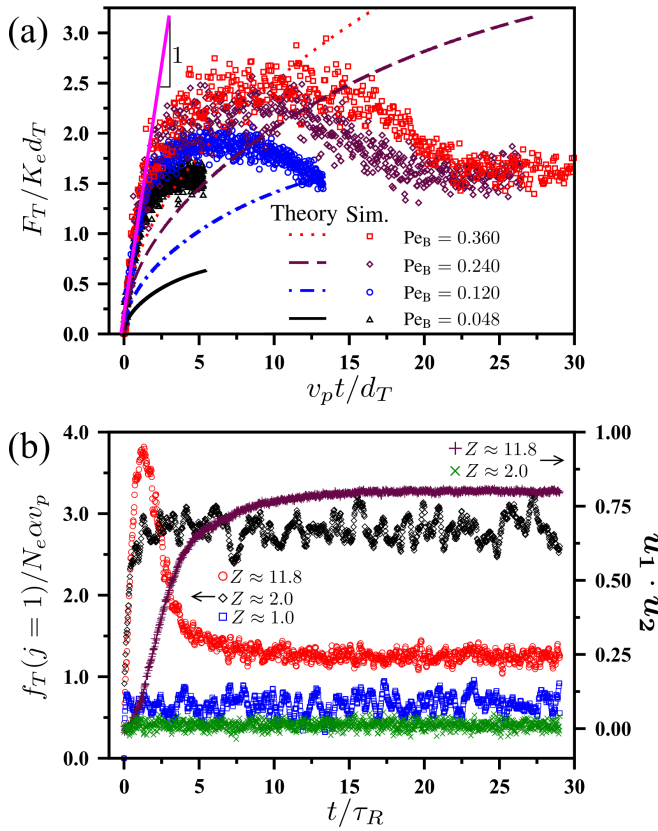 (a)
3.0
2.5
2.0
1.5
1.0
0.5
0.0
F_T/K_e d_T
1
Theory Sim.
Pe_B = 0.360
Pe_B = 0.240
Pe_B = 0.120
Pe_B = 0.048
0 5 10 15 20 25 30
v_p t/d_T
(b)
4.0
3.0
2.0
1.0
0.0
f_T(j = 1)/N_e α v_p
Z ≈ 11.8
Z ≈ 2.0
Z ≈ 11.8
Z ≈ 2.0
Z ≈ 1.0
1.00
0.75
0.50
0.25
0.00
u_1 · u_2
0 5 10 15 20 25 30
t/τ_R